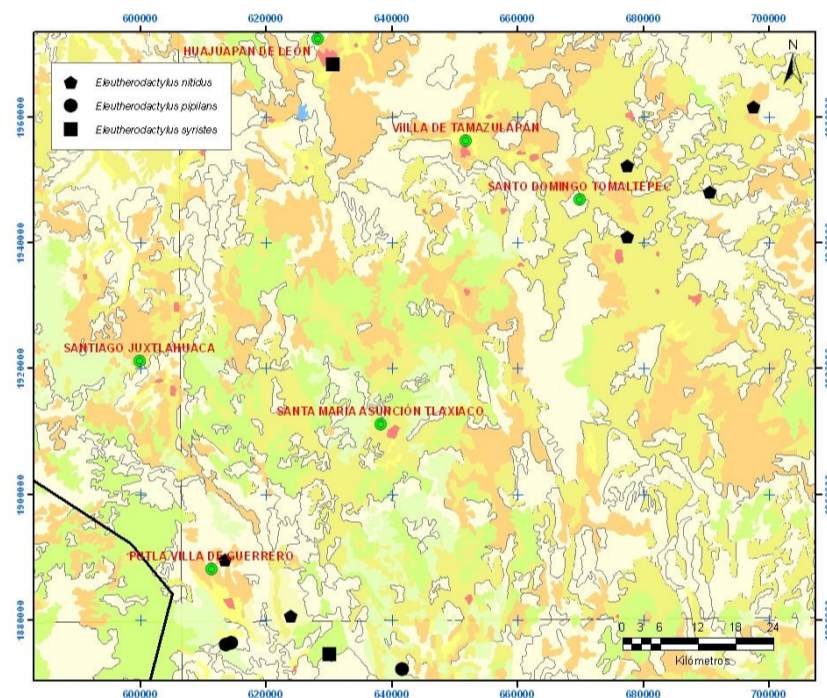 600000 620000 640000 660000 680000 700000
HUAJUAPAN DE LEÓN
N
Eleutherodactylus nitidus
Eleutherodactylus pipilans
Eleutherodactylus syristes
1960000
VIILLA DE TAMAZULAPÁN
SANTO DOMINGO TOMALTEPEC
1940000
SANTIAGO JUXTLAHUACA
1920000
SANTA MARÍA ASUNCIÓN TLAXIACO
1900000
PUTLA VILLA DE GUERRERO
1880000
0 3 6 12 18 24
Kilómetros
600000 620000 640000 660000 680000 700000